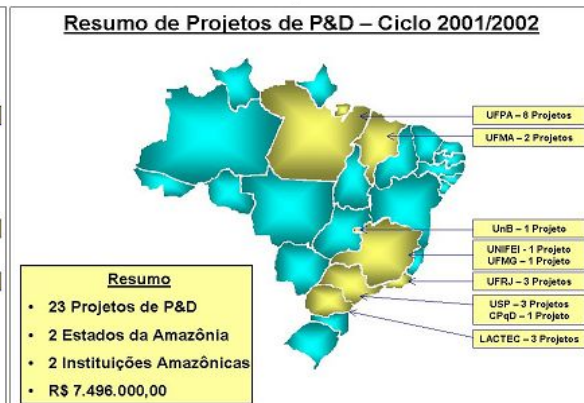 Resumo de Projetos de P&D – Ciclo 2001/2002
UFPA – 8 Projetos
UFMA – 2 Projetos
UnB – 1 Projeto
UNIFEI - 1 Projeto
UFMG – 1 Projeto
UFRJ – 3 Projetos
USP – 3 Projetos
CPqD – 1 Projeto
LACTEC – 3 Projetos
Resumo
• 23 Projetos de P&D
• 2 Estados da Amazônia
• 2 Instituições Amazônicas
• R$ 7.496.000,00